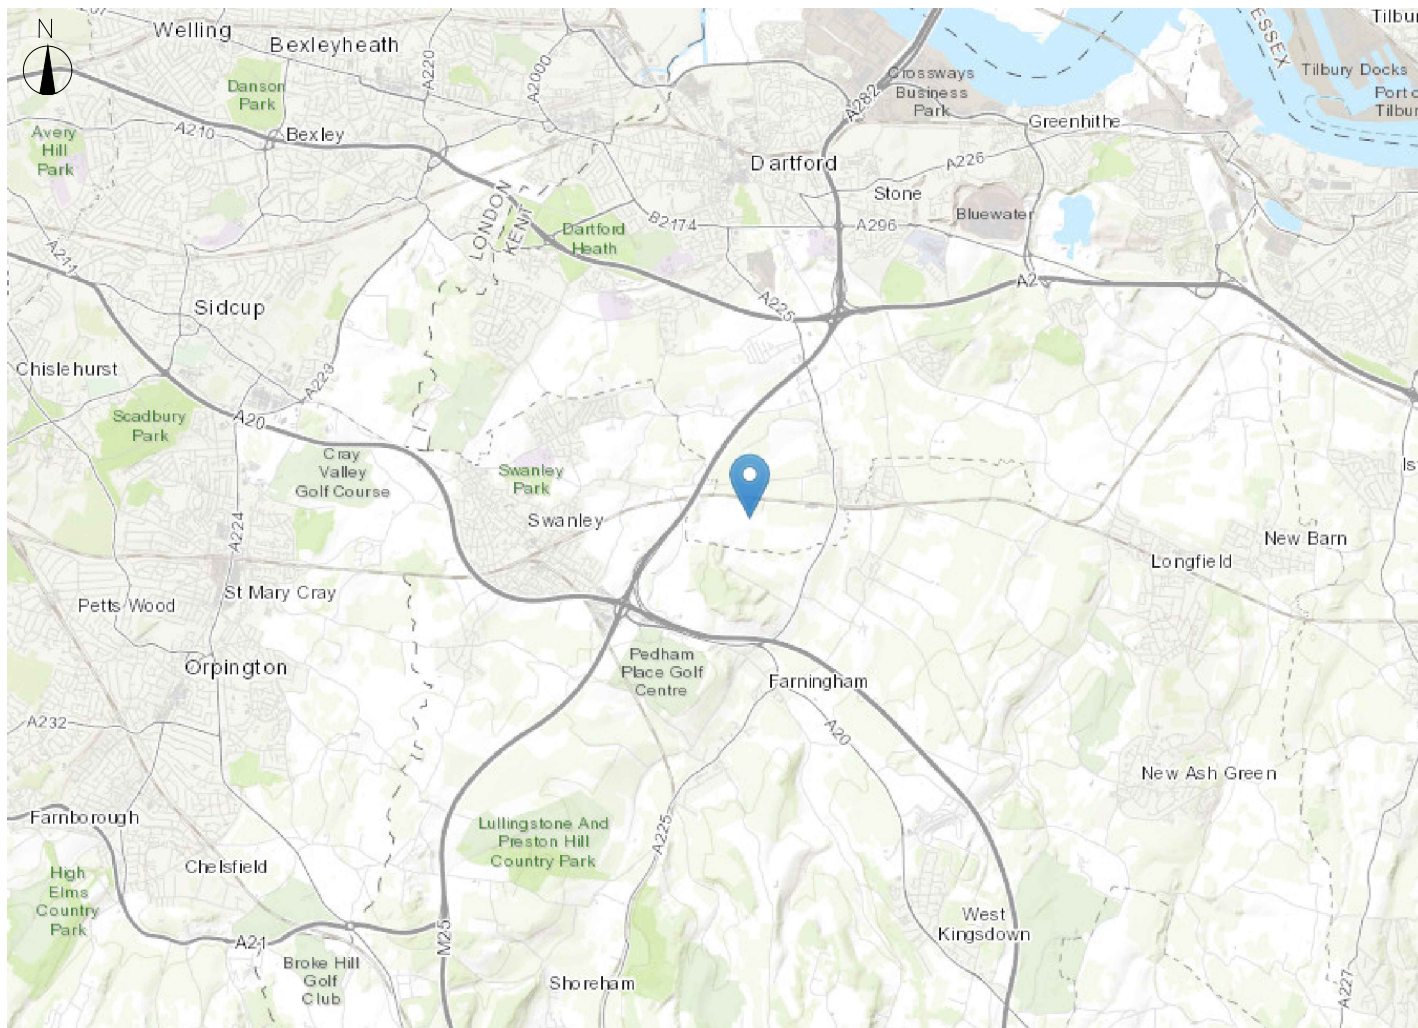 N
Welling
Bexleyheath
A220
A2000
Danson
Park
A210
Bexley
Avery
Hill
Park
Crossways
Business
Park
A282
Greenhithe
ESSEX
Tilbury Docks
Dartford
A226
Stone
Bluewater
LONDON
KENT
B2174
A296
Dartford
Heath
A211
A2
Sidcup
A225
Chislehurst
A223
Scadbury
Park
A20
Cray
Valley
Golf Course
Swanley
Park
Swanley
A224
New Barn
Longfield
St Mary Cray
Petts Wood
Orpington
Pedham
Place Golf
Centre
Farningham
A232
A20
New Ash Green
Farnborough
Lullingstone And
Preston Hill
Country Park
A225
Chelsfield
High
Elms
Country
Park
West
Kingsdown
A21
M25
Broke Hill
Golf
Club
Shoreham
A227